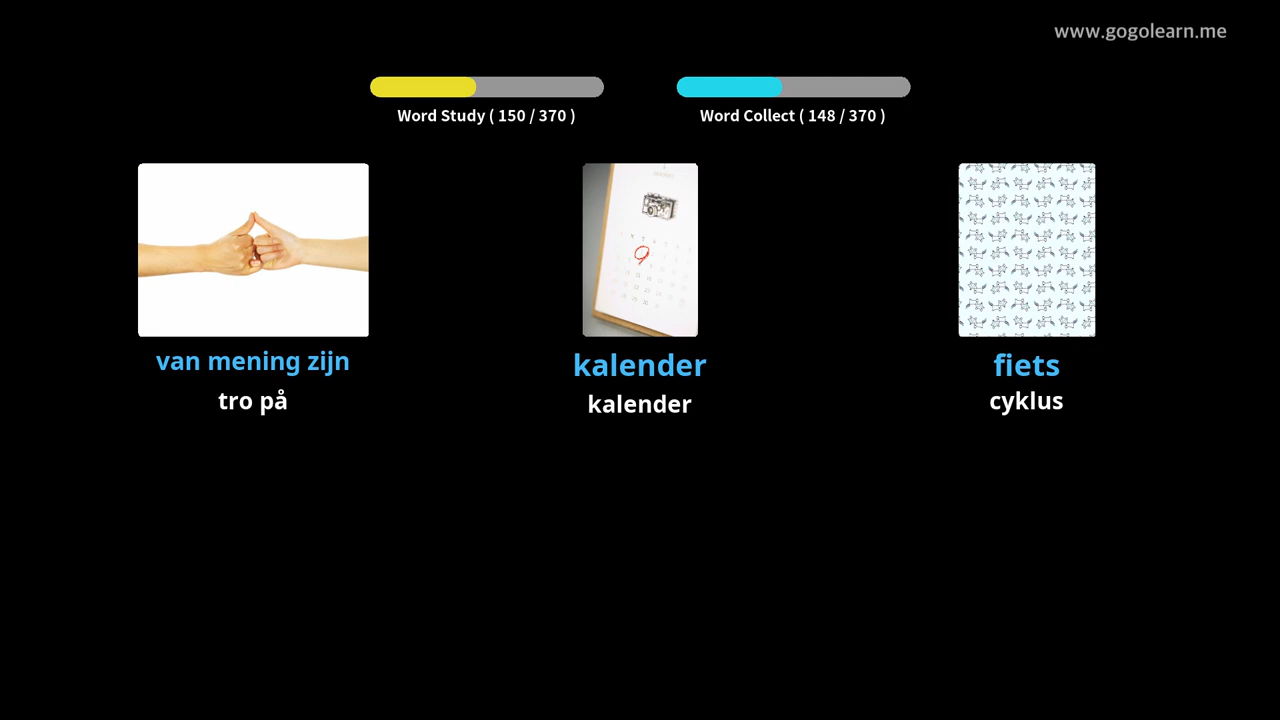 www.gogolearn.me
Word Study ( 150 / 370 )
Word Collect ( 148 / 370 )
van mening zijn
tro på
kalender
kalender
fiets
cyklus